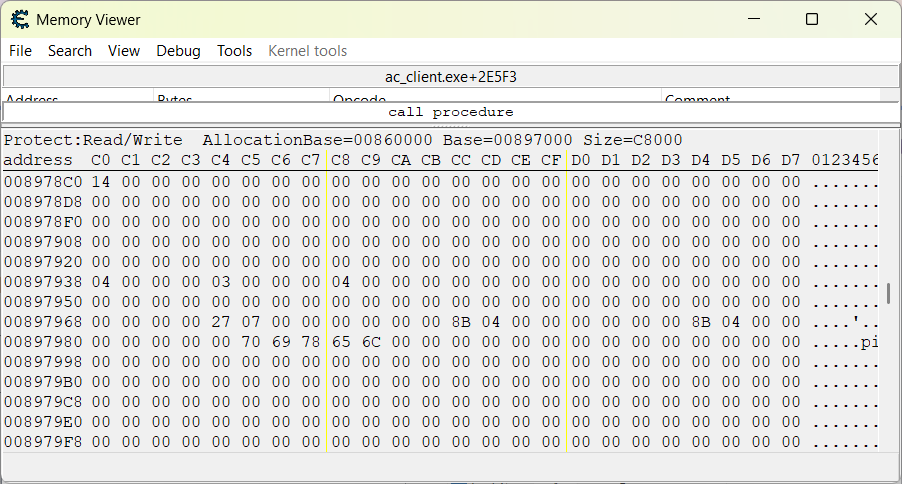 Memory Viewer
File Search View Debug Tools Kernel tools
ac_client.exe+2E5F3
Address Bytes Opcode Comment
call procedure
Protect:Read/Write AllocationBase=00860000 Base=00897000 Size=C8000
address C0 C1 C2 C3 C4 C5 C6 C7 C8 C9 CA CB CC CD CE CF D0 D1 D2 D3 D4 D5 D6 D7 0123456
008978C0 14 00 00 00 00 00 00 00 00 00 00 00 00 00 00 00 00 00 00 00 00 00 00 00 .......
008978D8 00 00 00 00 00 00 00 00 00 00 00 00 00 00 00 00 00 00 00 00 00 00 00 00 .......
008978F0 00 00 00 00 00 00 00 00 00 00 00 00 00 00 00 00 00 00 00 00 00 00 00 00 .......
00897908 00 00 00 00 00 00 00 00 00 00 00 00 00 00 00 00 00 00 00 00 00 00 00 00 .......
00897920 00 00 00 00 00 00 00 00 00 00 00 00 00 00 00 00 00 00 00 00 00 00 00 00 .......
00897938 04 00 00 00 03 00 00 00 04 00 00 00 00 00 00 00 00 00 00 00 00 00 00 00 .......
00897950 00 00 00 00 00 00 00 00 00 00 00 00 00 00 00 00 00 00 00 00 00 00 00 00 .......
00897968 00 00 00 00 27 07 00 00 00 00 00 00 8B 04 00 00 00 00 00 00 8B 04 00 00 ....'..
00897980 00 00 00 00 00 70 69 78 65 6C 00 00 00 00 00 00 00 00 00 00 00 00 00 00 .....pi
00897998 00 00 00 00 00 00 00 00 00 00 00 00 00 00 00 00 00 00 00 00 00 00 00 00 .......
008979B0 00 00 00 00 00 00 00 00 00 00 00 00 00 00 00 00 00 00 00 00 00 00 00 00 .......
008979C8 00 00 00 00 00 00 00 00 00 00 00 00 00 00 00 00 00 00 00 00 00 00 00 00 .......
008979E0 00 00 00 00 00 00 00 00 00 00 00 00 00 00 00 00 00 00 00 00 00 00 00 00 .......
008979F8 00 00 00 00 00 00 00 00 00 00 00 00 00 00 00 00 00 00 00 00 00 00 00 00 .......